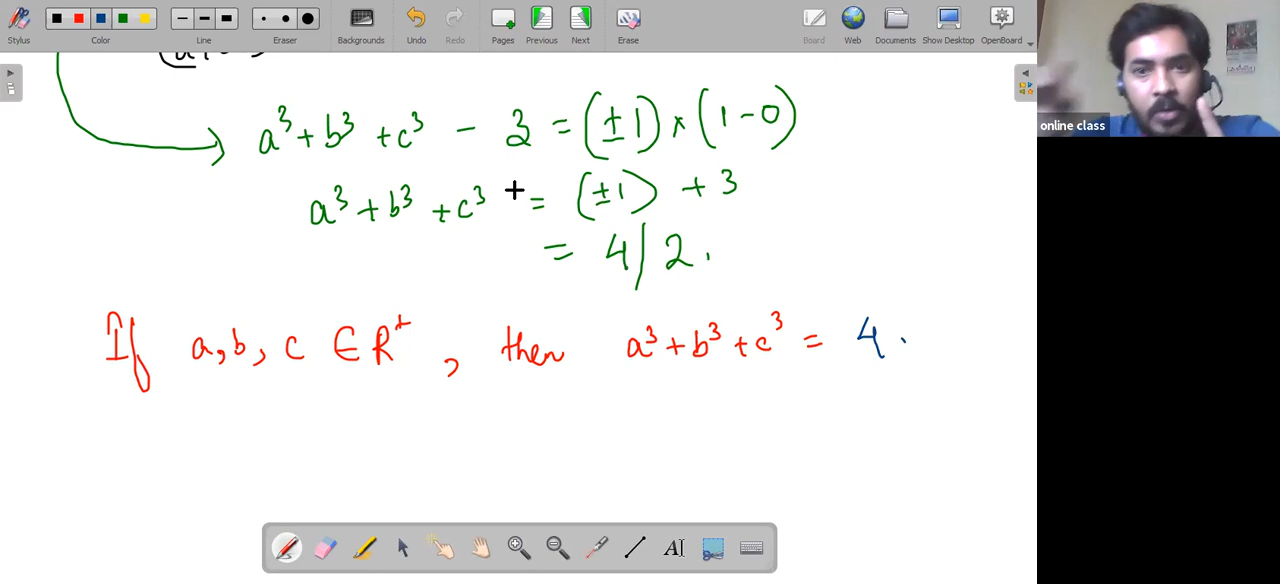 Stylus Color Line Eraser Backgrounds Undo Redo Pages Previous Next Erase Board Web Documents Show Desktop OpenBoard
online class
a³ + b³ + c³ - 3 = (±1) × (1-0)
a³ + b³ + c³ = (±1) + 3
= 4/2.
If a, b, c ∈ R⁺, then a³ + b³ + c³ = 4.
A